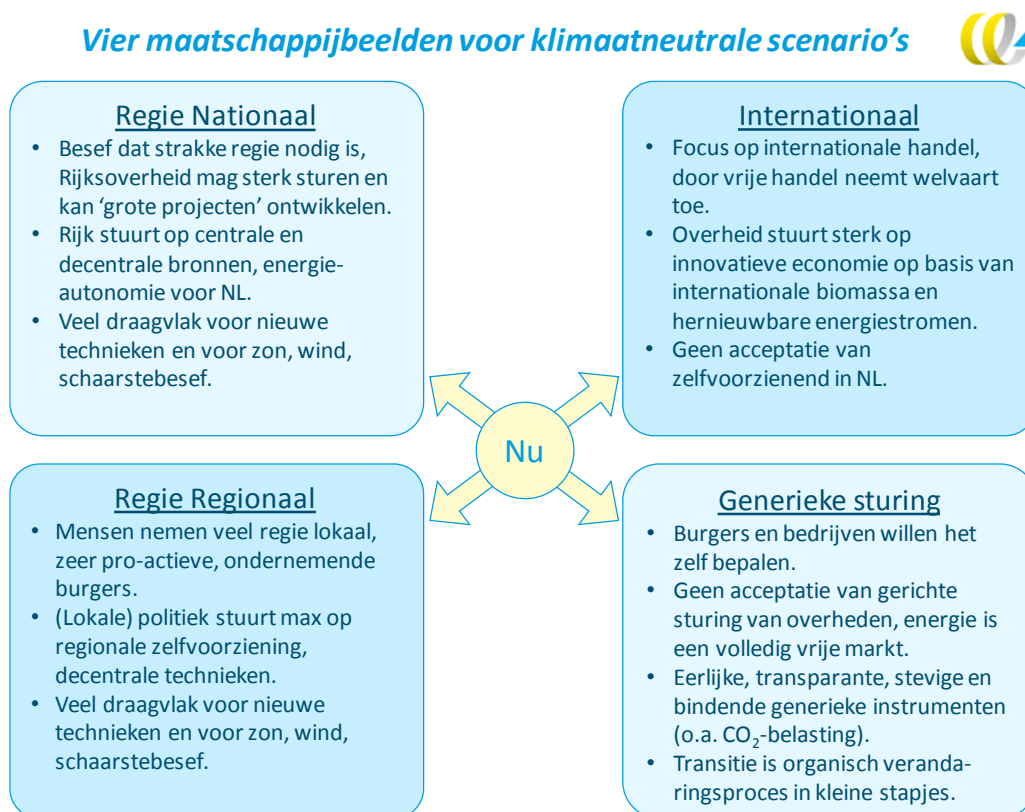 Vier maatschappijbeelden voor klimaatneutrale scenario's
Regie Nationaal
• Besef dat strakke regie nodig is,
Rijksoverheid mag sterk sturen en
kan ‘grote projecten’ ontwikkelen.
• Rijk stuurt op centrale en
decentrale bronnen, energie-
autonomie voor NL.
• Veel draagvlak voor nieuwe
technieken en voor zon, wind,
schaarstebesef.
Internationaal
• Focus op internationale handel,
door vrije handel neemt welvaart
toe.
• Overheid stuurt sterk op
innovatieve economie op basis van
internationale biomassa en
hernieuwbare energiestromen.
• Geen acceptatie van
zelfvoorzienend in NL.
Nu
Regie Regionaal
• Mensen nemen veel regie lokaal,
zeer pro-actieve, ondernemende
burgers.
• (Lokale) politiek stuurt max op
regionale zelfvoorziening,
decentrale technieken.
• Veel draagvlak voor nieuwe
technieken en voor zon, wind,
schaarstebesef.
Generieke sturing
• Burgers en bedrijven willen het
zelf bepalen.
• Geen acceptatie van gerichte
sturing van overheden, energie is
een volledig vrije markt.
• Eerlijke, transparante, stevige en
bindende generieke instrumenten
(o.a. CO₂-belasting).
• Transitie is organisch verande-
ringsproces in kleine stapjes.